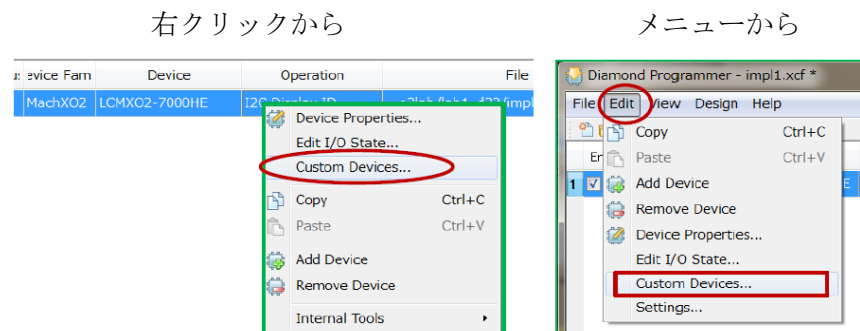 右クリックから
メニューから
evice Fam Device Operation File
MachXO2 LCMXO2-7000HE I2C Display ID
Device Properties...
Edit I/O State...
Custom Devices...
Copy Ctrl+C
Paste Ctrl+V
Add Device
Remove Device
Internal Tools
Diamond Programmer - impl1.xcf *
File Edit View Design Help
Copy Ctrl+C
Paste Ctrl+V
1 Add Device
Remove Device
Device Properties...
Edit I/O State...
Custom Devices...
Settings...